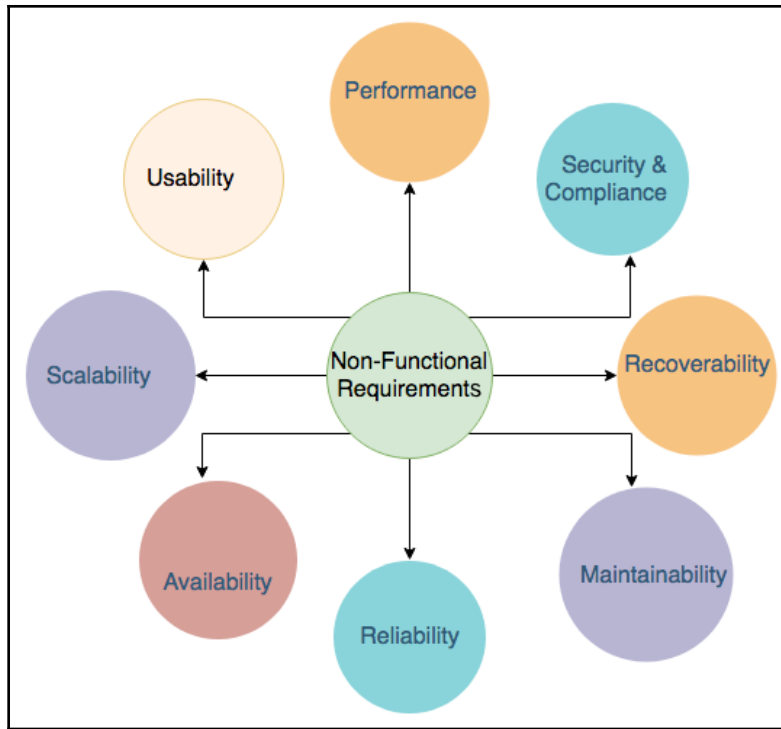 Performance
Usability
Security &
Compliance
Non-Functional
Requirements
Scalability
Recoverability
Availability
Maintainability
Reliability